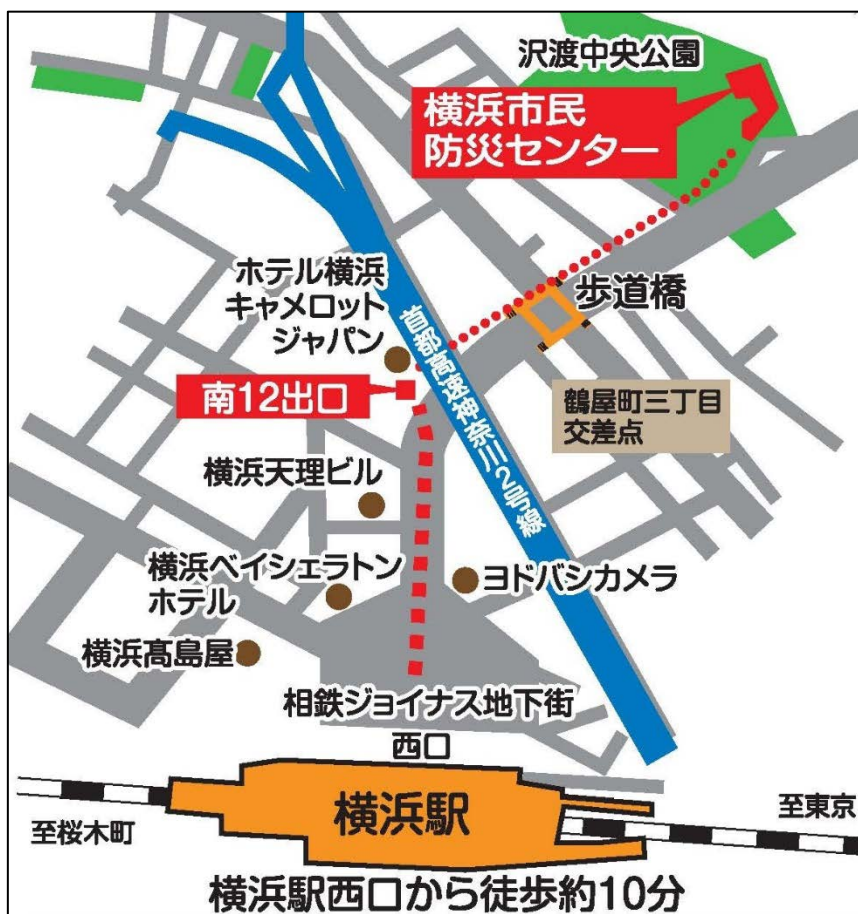 沢渡中央公園
横浜市民
防災センター
ホテル横浜
キャメロット
ジャパン
歩道橋
首都高速神奈川2号線
南12出口
鶴屋町三丁目
交差点
横浜天理ビル
横浜ベイシェラトン
ホテル
ヨドバシカメラ
横浜髙島屋
相鉄ジョイナス地下街
西口
横浜駅
至東京
至桜木町
横浜駅西口から徒歩約10分